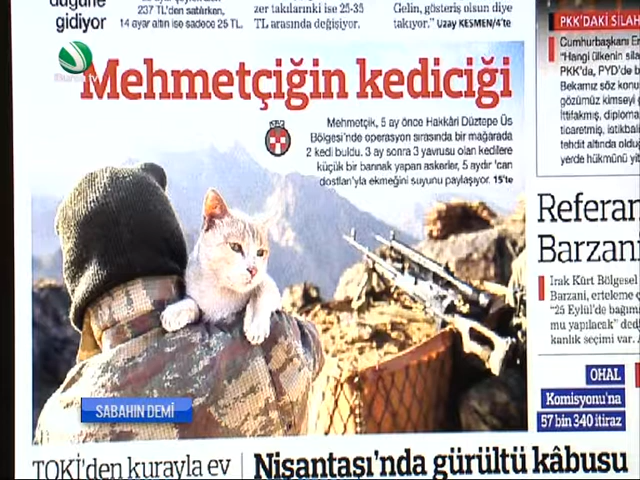 düğüne
gidiyor
237 TL'den satılırken,
14 ayar altın ise sadece 25 TL.
zer takılarınki ise 25-35
TL arasında değişiyor.
Gelin, gösteriş olsun diye
takıyor." Uzay KESMEN/4'te
Mehmetçiğin kediciği
Mehmetçik, 5 ay önce Hakkâri Düztepe Üs
Bölgesi'nde operasyon sırasında bir mağarada
2 kedi buldu. 3 ay sonra 3 yavrusu olan kedilere
küçük bir barınak yapan askerler, 5 aydır 'can
dostları'yla ekmeğini suyunu paylaşıyor. 15'te
PKK'DAKİ SİLAH
Cumhurbaşkanı Er
"Hangi ülkenin sila
PKK'da, PYD'de
Bekamız söz konu
gözümüz kimseyi
İttifakmış, diploma
ticaretmiş, istikbal
tehdit altında oldu
yerde hükmünü yit
Referan
Barzani
Irak Kürt Bölgesel
Barzani, erteleme ç
"25 Eylül'de bağım
mu yapılacak" ded
kanlık seçimi var.
OHAL
Komisyonu'na
57 bin 340 itiraz
SABAHIN DEMİ
TOKİ'den kurayla ev
Nişantaşı'nda gürültü kâbusu